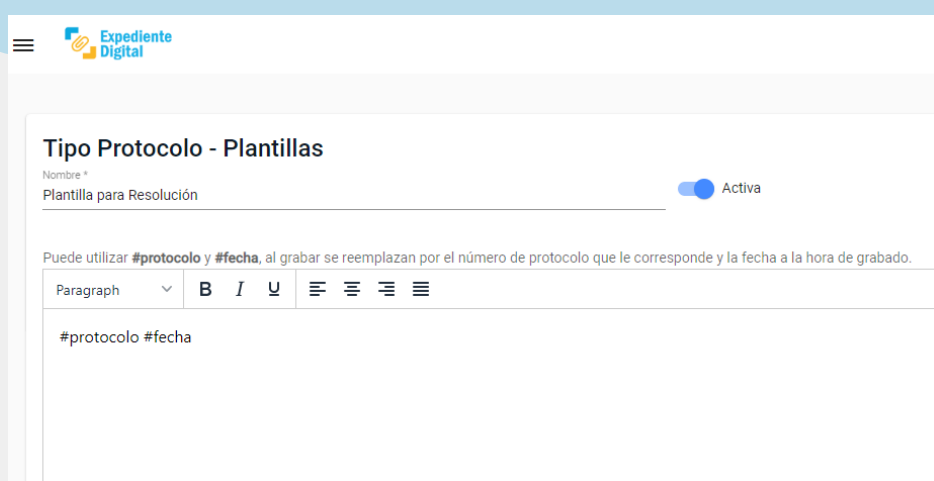 Expediente
Digital
Tipo Protocolo - Plantillas
Nombre *
Plantilla para Resolución
Activa
Puede utilizar #protocolo y #fecha, al grabar se reemplazan por el número de protocolo que le corresponde y la fecha a la hora de grabado.
Paragraph B I U
#protocolo #fecha